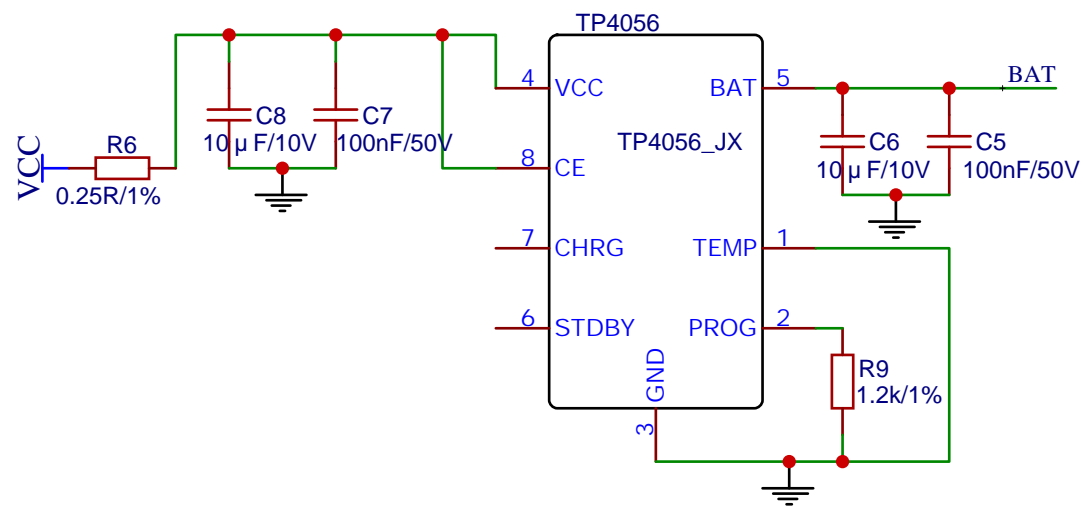 TP4056
4
VCC
BAT
5
BAT
C8
10μF/10V
C7
100nF/50V
TP4056_JX
C6
10μF/10V
C5
100nF/50V
VCC
R6
0.25R/1%
8
CE
7
CHRG
TEMP
1
6
STDBY
PROG
2
GND
3
R9
1.2k/1%